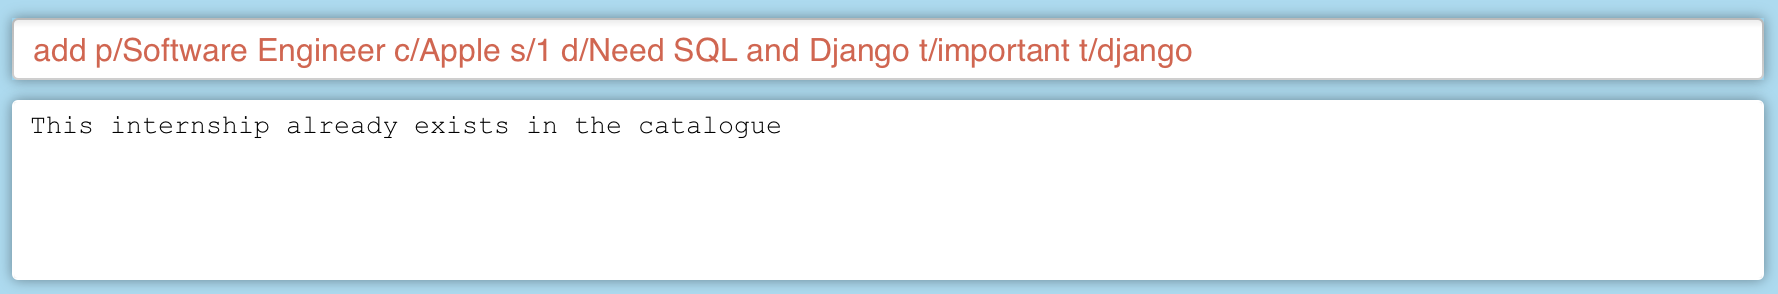 add p/Software Engineer c/Apple s/1 d/Need SQL and Django t/important t/django
This internship already exists in the catalogue